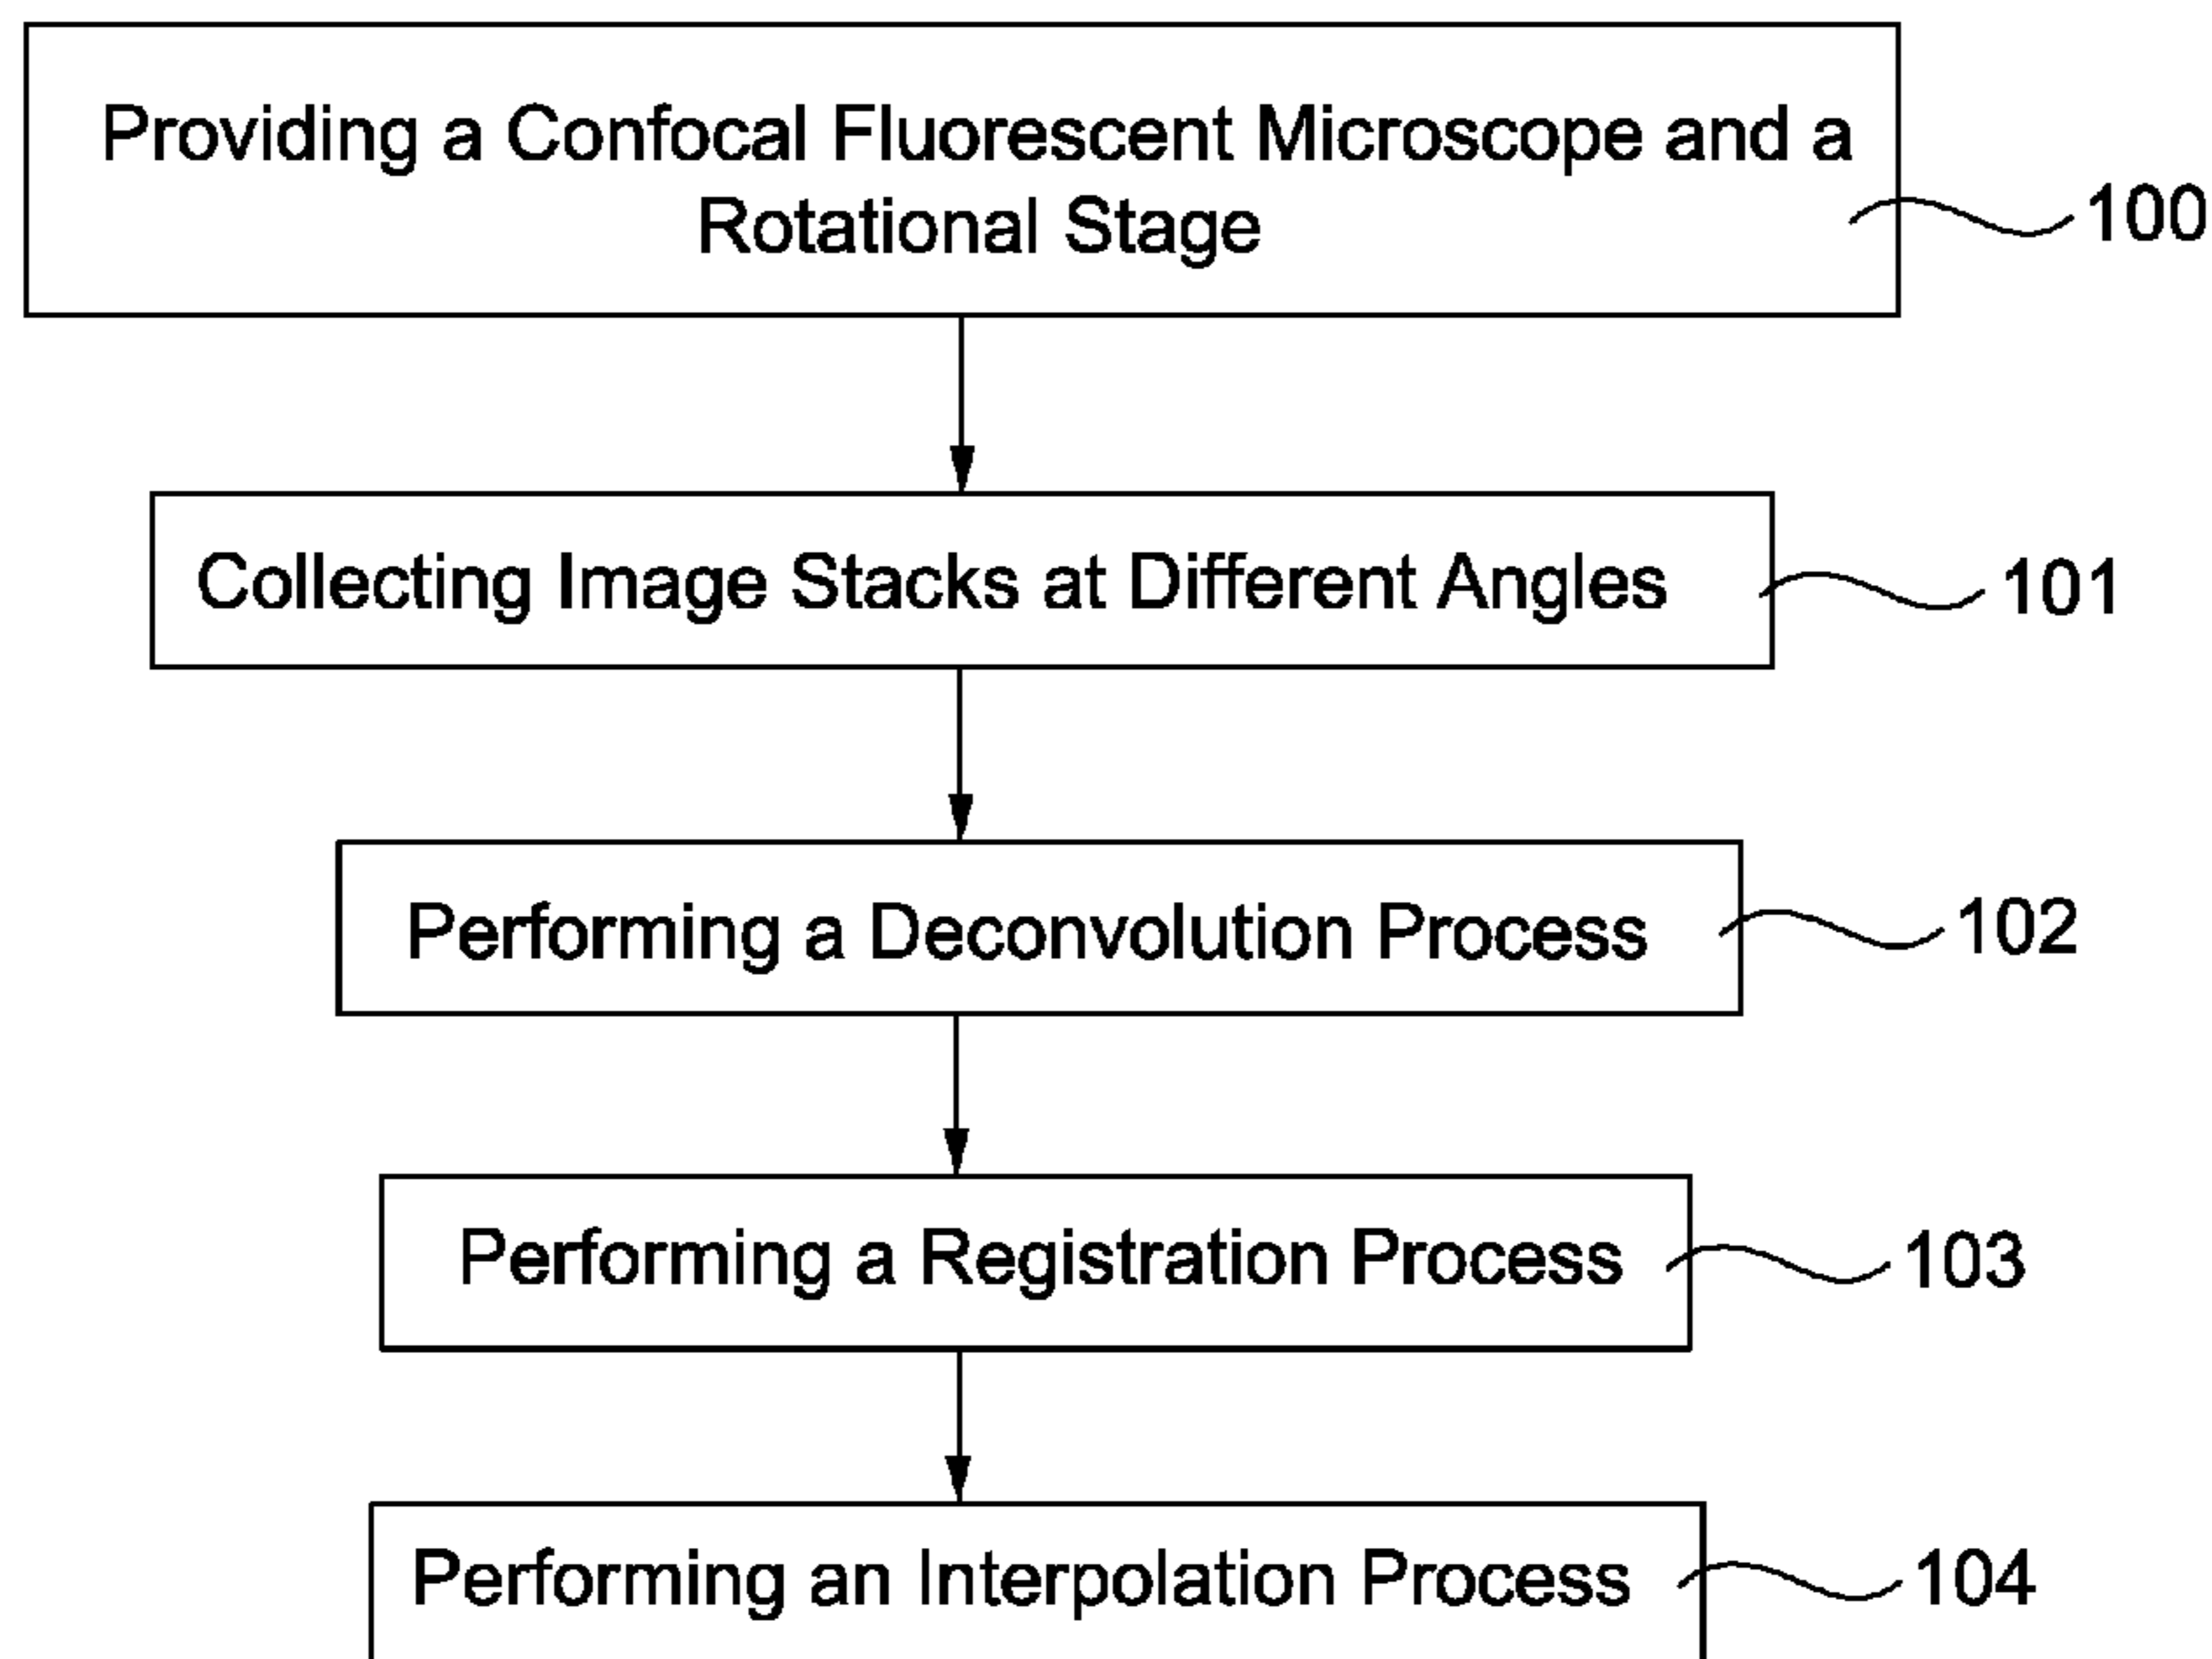 Providing a Confocal Fluorescent Microscope and a
Rotational Stage
100
Collecting Image Stacks at Different Angles
101
Performing a Deconvolution Process
102
Performing a Registration Process
103
Performing an Interpolation Process
104